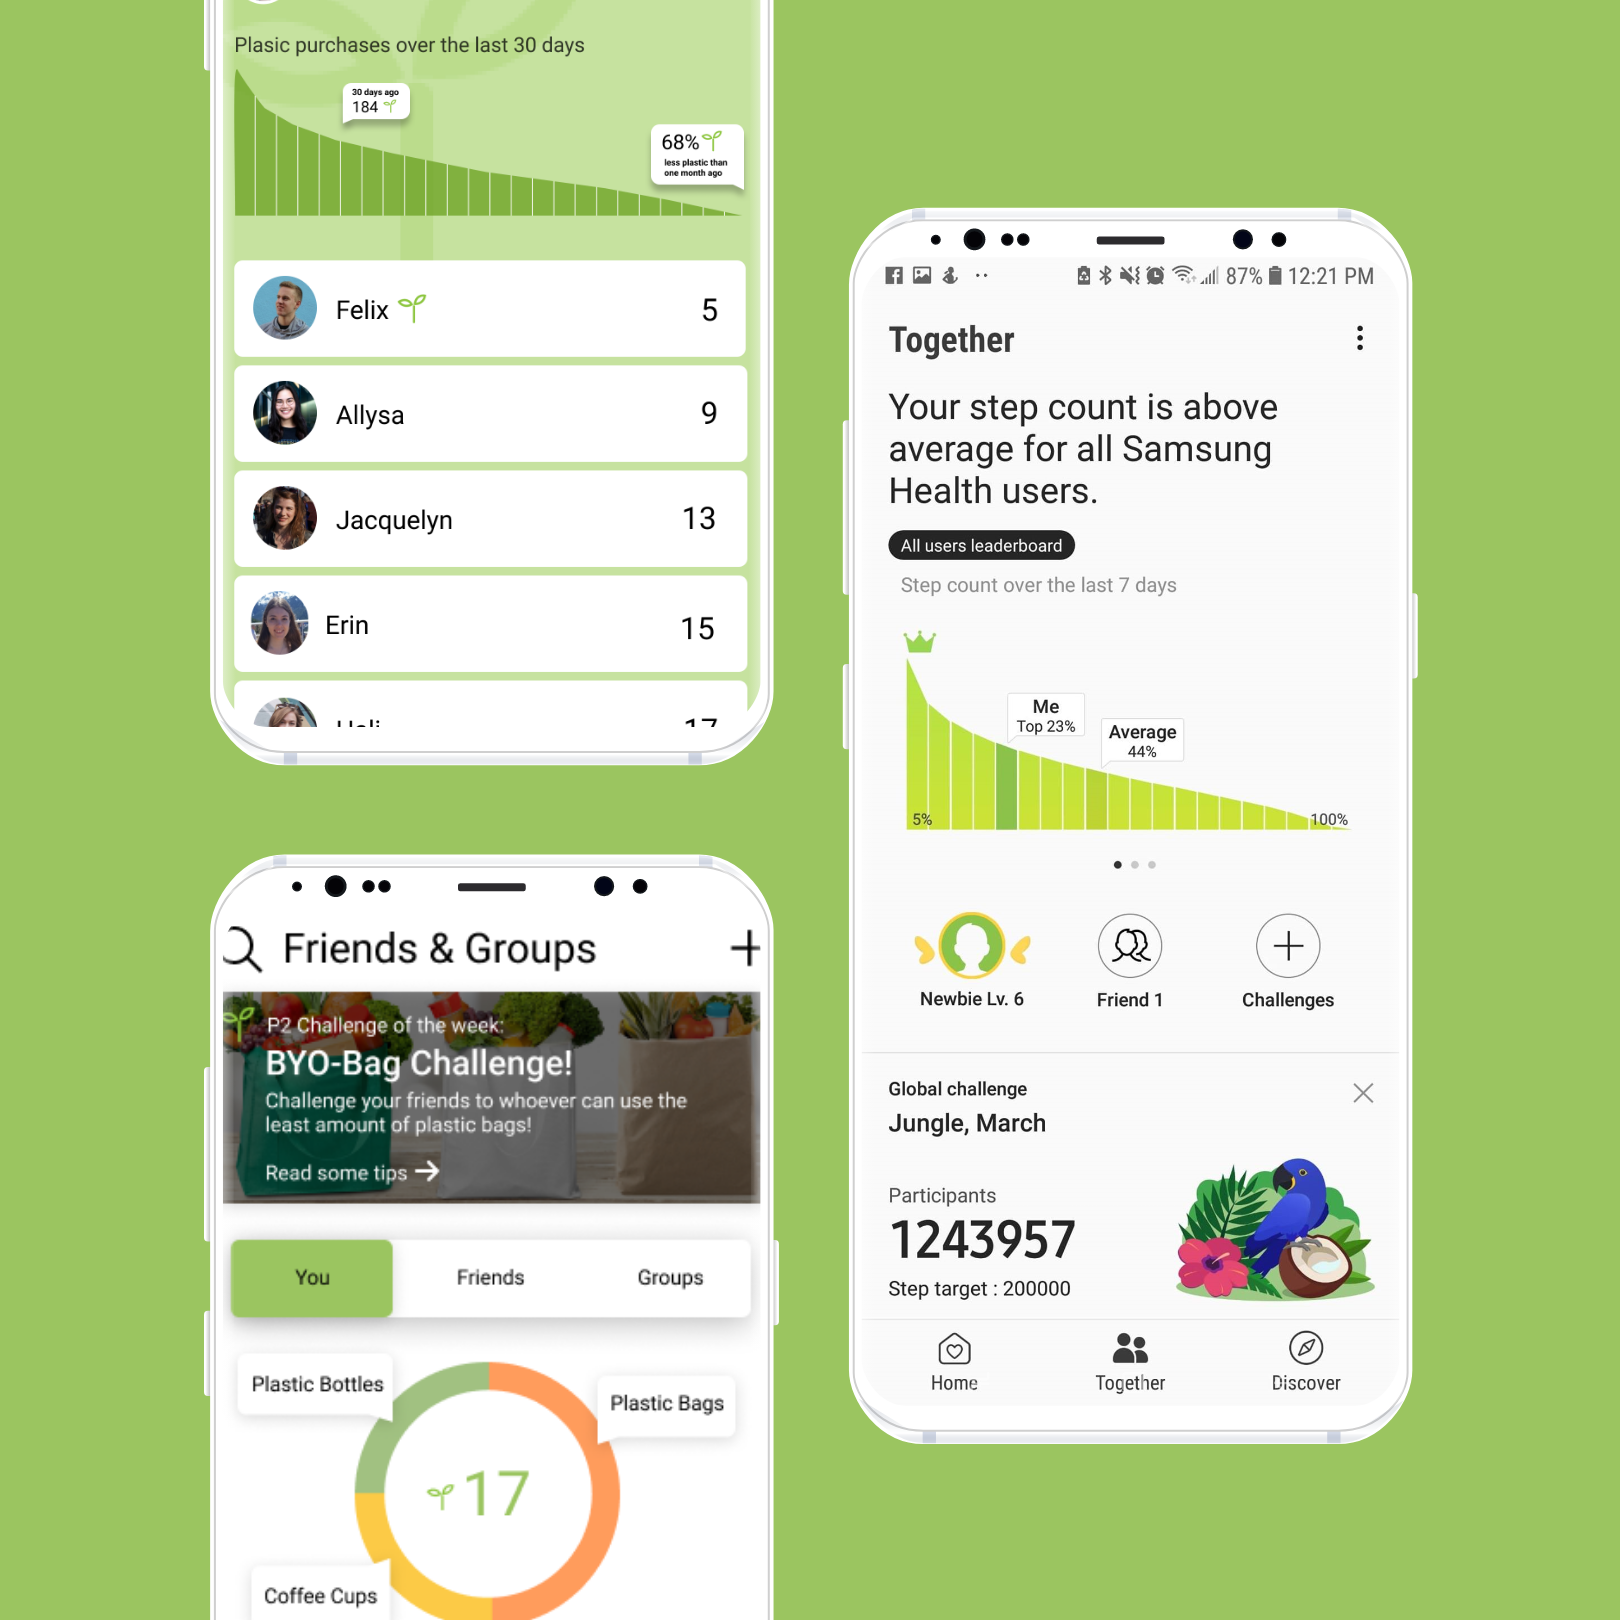 Plasic purchases over the last 30 days
30 days ago
184
68%
less plastic than
one month ago
Felix
5
Allysa
9
Jacquelyn
13
Erin
15
17
Friends & Groups
P2 Challenge of the week:
BYO-Bag Challenge!
Challenge your friends to whoever can use the
least amount of plastic bags!
Read some tips
You Friends Groups
Plastic Bottles
Plastic Bags
17
Coffee Cups
87% 12:21 PM
Together
Your step count is above
average for all Samsung
Health users.
All users leaderboard
Step count over the last 7 days
Me
Top 23%
Average
44%
5%
100%
Newbie Lv. 6
Friend 1
Challenges
Global challenge
Jungle, March
Participants
1243957
Step target : 200000
Home Together Discover